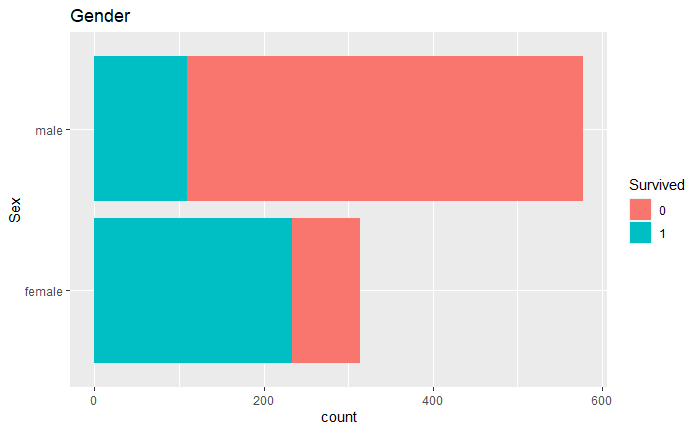 Gender
male
female
Sex
0
200
400
600
count
Survived
0
1